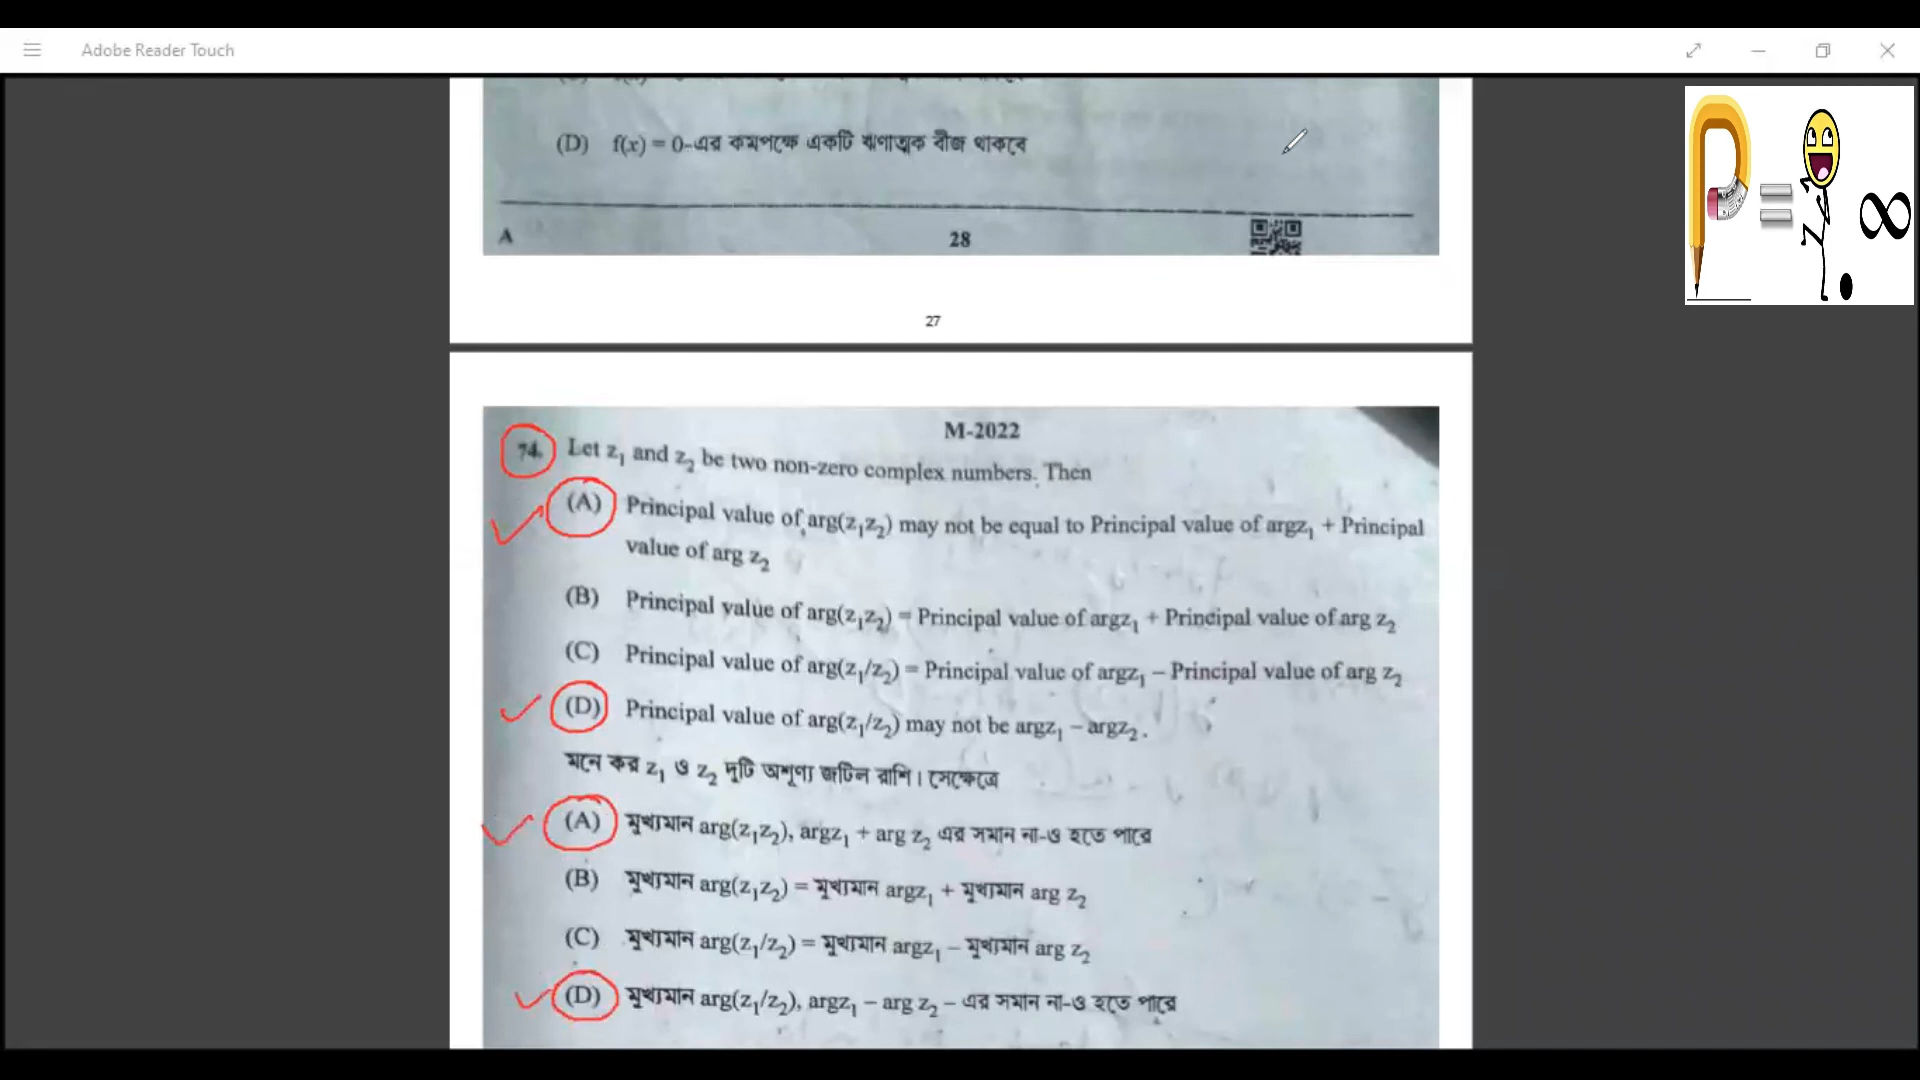 Adobe Reader Touch
(D) f(x) = 0-এর কমপক্ষে একটি ঋণাত্মক বীজ থাকবে
A
28
27
M-2022
74. Let z₁ and z₂ be two non-zero complex numbers. Then
(A) Principal value of arg(z₁z₂) may not be equal to Principal value of argz₁ + Principal
value of arg z₂
(B) Principal value of arg(z₁z₂) = Principal value of argz₁ + Principal value of arg z₂
(C) Principal value of arg(z₁/z₂) = Principal value of argz₁ – Principal value of arg z₂
(D) Principal value of arg(z₁/z₂) may not be argz₁ – argz₂.
মনে কর z₁ ও z₂ দুটি অশূণ্য জটিল রাশি। সেক্ষেত্রে
(A) মুখ্যমান arg(z₁z₂), argz₁ + arg z₂ এর সমান না-ও হতে পারে
(B) মুখ্যমান arg(z₁z₂) = মুখ্যমান argz₁ + মুখ্যমান arg z₂
(C) মুখ্যমান arg(z₁/z₂) = মুখ্যমান argz₁ – মুখ্যমান arg z₂
(D) মুখ্যমান arg(z₁/z₂), argz₁ – arg z₂ – এর সমান না-ও হতে পারে